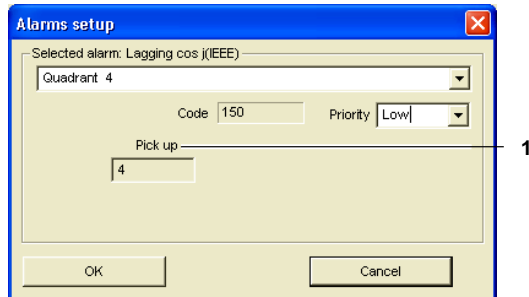 Alarms setup
Selected alarm: Lagging cos j(IEEE)
Quadrant 4
Code 150 Priority Low
Pick up 1
4
OK Cancel